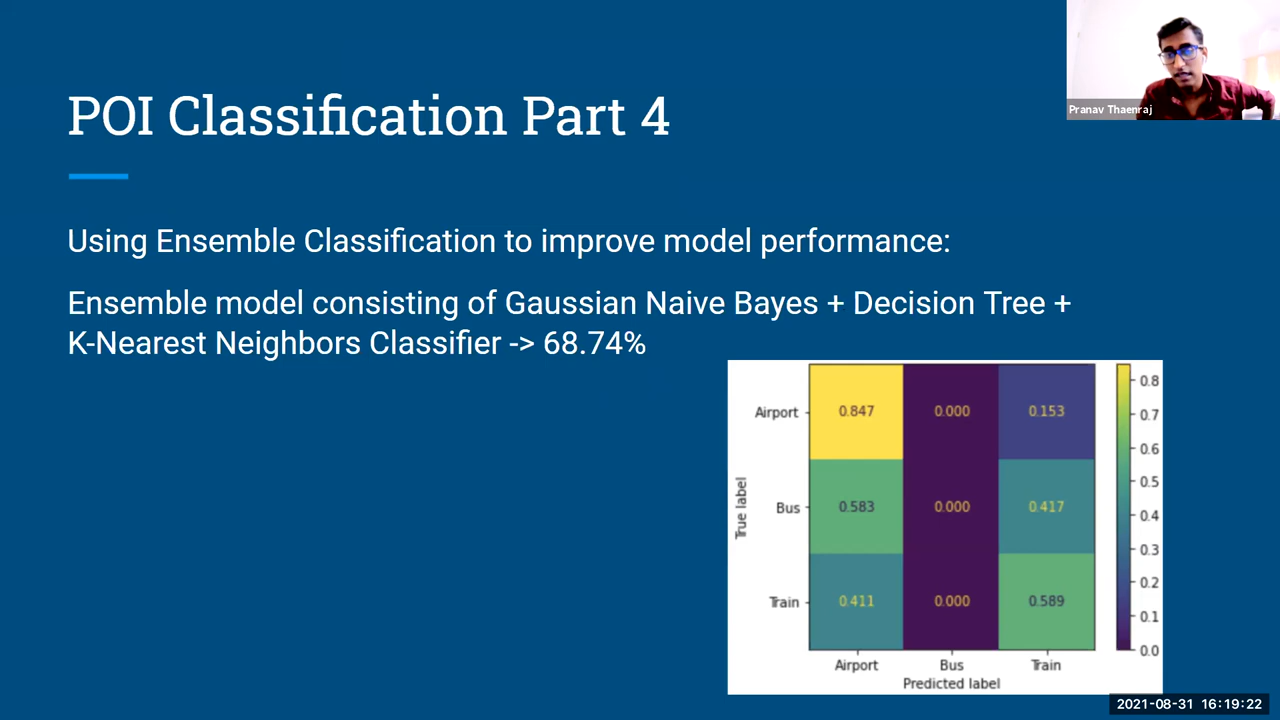 POI Classification Part 4
Pranav Thaenraj
Using Ensemble Classification to improve model performance:
Ensemble model consisting of Gaussian Naive Bayes + Decision Tree +
K-Nearest Neighbors Classifier -> 68.74%
True label
Airport
0.847 0.000 0.153
Bus
0.583 0.000 0.417
Train
0.411 0.000 0.589
Airport Bus Train
Predicted label
0.8
0.7
0.6
0.5
0.4
0.3
0.2
0.1
0.0
2021-08-31 16:19:22